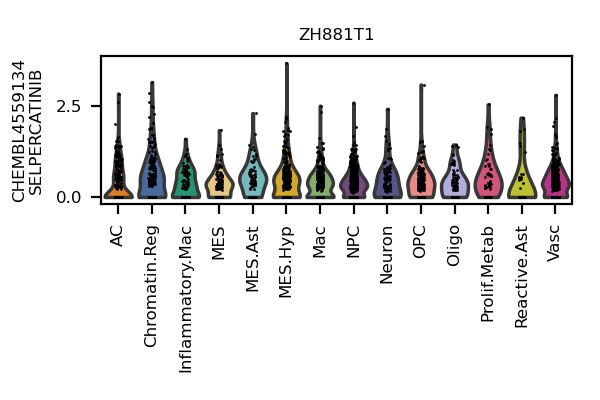 ZH881T1
CHEMBL4559134
SELPERCATINIB
2.5
0.0
AC
Chromatin.Reg
Inflammatory.Mac
MES
MES.Ast
MES.Hyp
Mac
NPC
Neuron
OPC
Oligo
Prolif.Metab
Reactive.Ast
Vasc